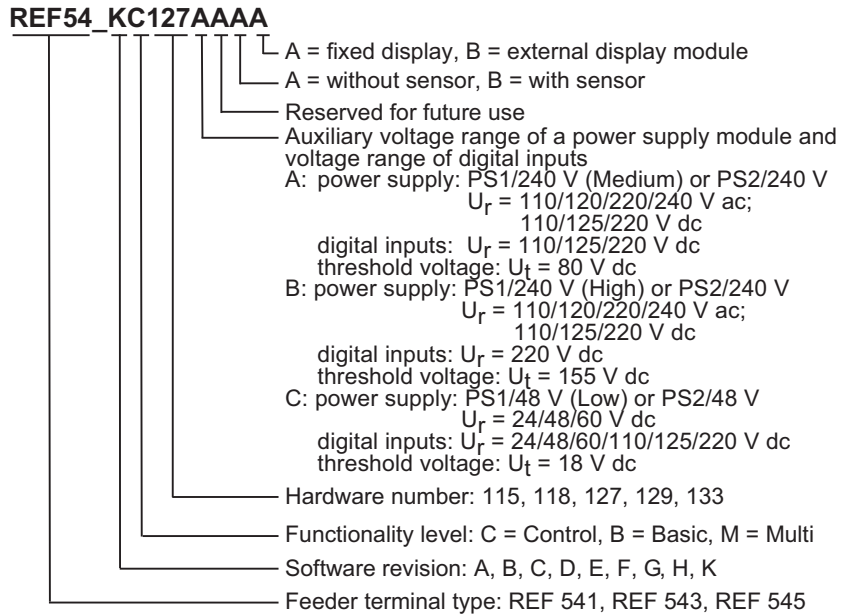 REF54_KC127AAAA
A = fixed display, B = external display module
A = without sensor, B = with sensor
Reserved for future use
Auxiliary voltage range of a power supply module and
voltage range of digital inputs
A: power supply: PS1/240 V (Medium) or PS2/240 V
Ur = 110/120/220/240 V ac;
110/125/220 V dc
digital inputs: Ur = 110/125/220 V dc
threshold voltage: Ut = 80 V dc
B: power supply: PS1/240 V (High) or PS2/240 V
Ur = 110/120/220/240 V ac;
110/125/220 V dc
digital inputs: Ur = 220 V dc
threshold voltage: Ut = 155 V dc
C: power supply: PS1/48 V (Low) or PS2/48 V
Ur = 24/48/60 V dc
digital inputs: Ur = 24/48/60/110/125/220 V dc
threshold voltage: Ut = 18 V dc
Hardware number: 115, 118, 127, 129, 133
Functionality level: C = Control, B = Basic, M = Multi
Software revision: A, B, C, D, E, F, G, H, K
Feeder terminal type: REF 541, REF 543, REF 545